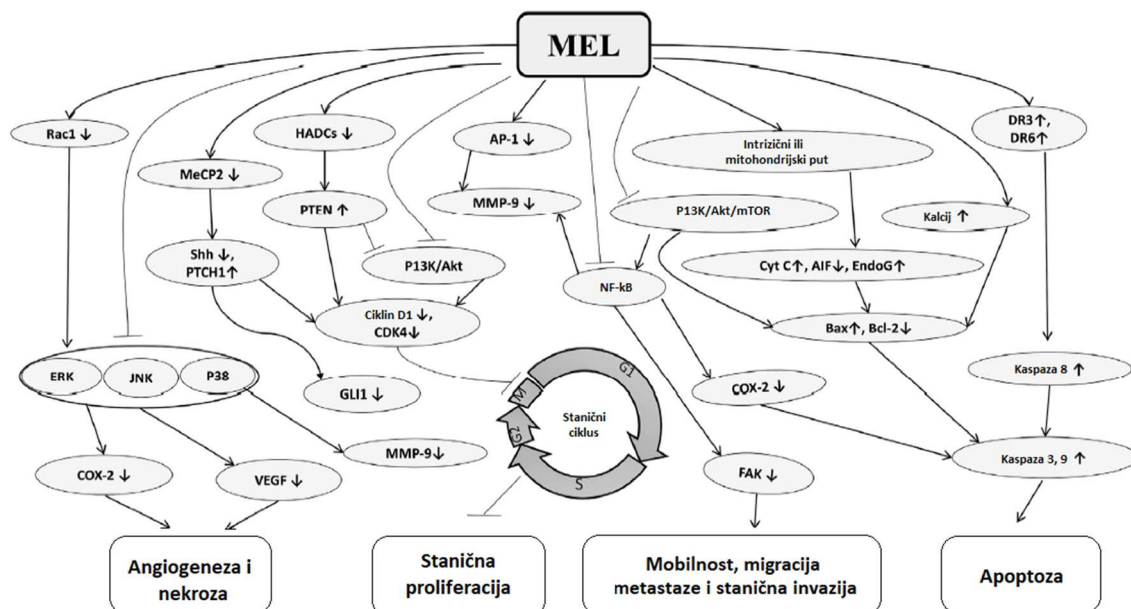 MEL
Rac1 ↓
HADCs ↓
AP-1 ↓
DR3↑,
DR6↑
Intrizični ili
mitohondrijski put
MeCP2 ↓
PTEN ↑
MMP-9 ↓
P13K/Akt/mTOR
Kalcij ↑
Shh ↓,
PTCH1↑
P13K/Akt
NF-kB
Cyt C↑, AIF↓, EndoG↑
Ciklin D1 ↓,
CDK4↓
Bax↑, Bcl-2↓
ERK
JNK
P38
GLI1 ↓
M
G1
G2
S
Stanični
ciklus
COX-2 ↓
Kaspaza 8 ↑
COX-2 ↓
VEGF ↓
MMP-9↓
FAK ↓
Kaspaza 3, 9 ↑
Angiogeneza i
nekroza
Stanična
proliferacija
Mobilnost, migracija
metastaze i stanična invazija
Apoptoza